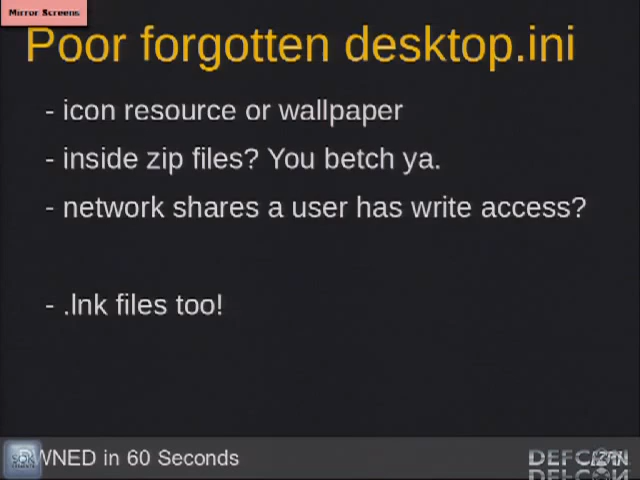 Mirror Screens
Poor forgotten desktop.ini
- icon resource or wallpaper
- inside zip files? You betch ya.
- network shares a user has write access?
- .lnk files too!
WNED in 60 Seconds
DEFCON